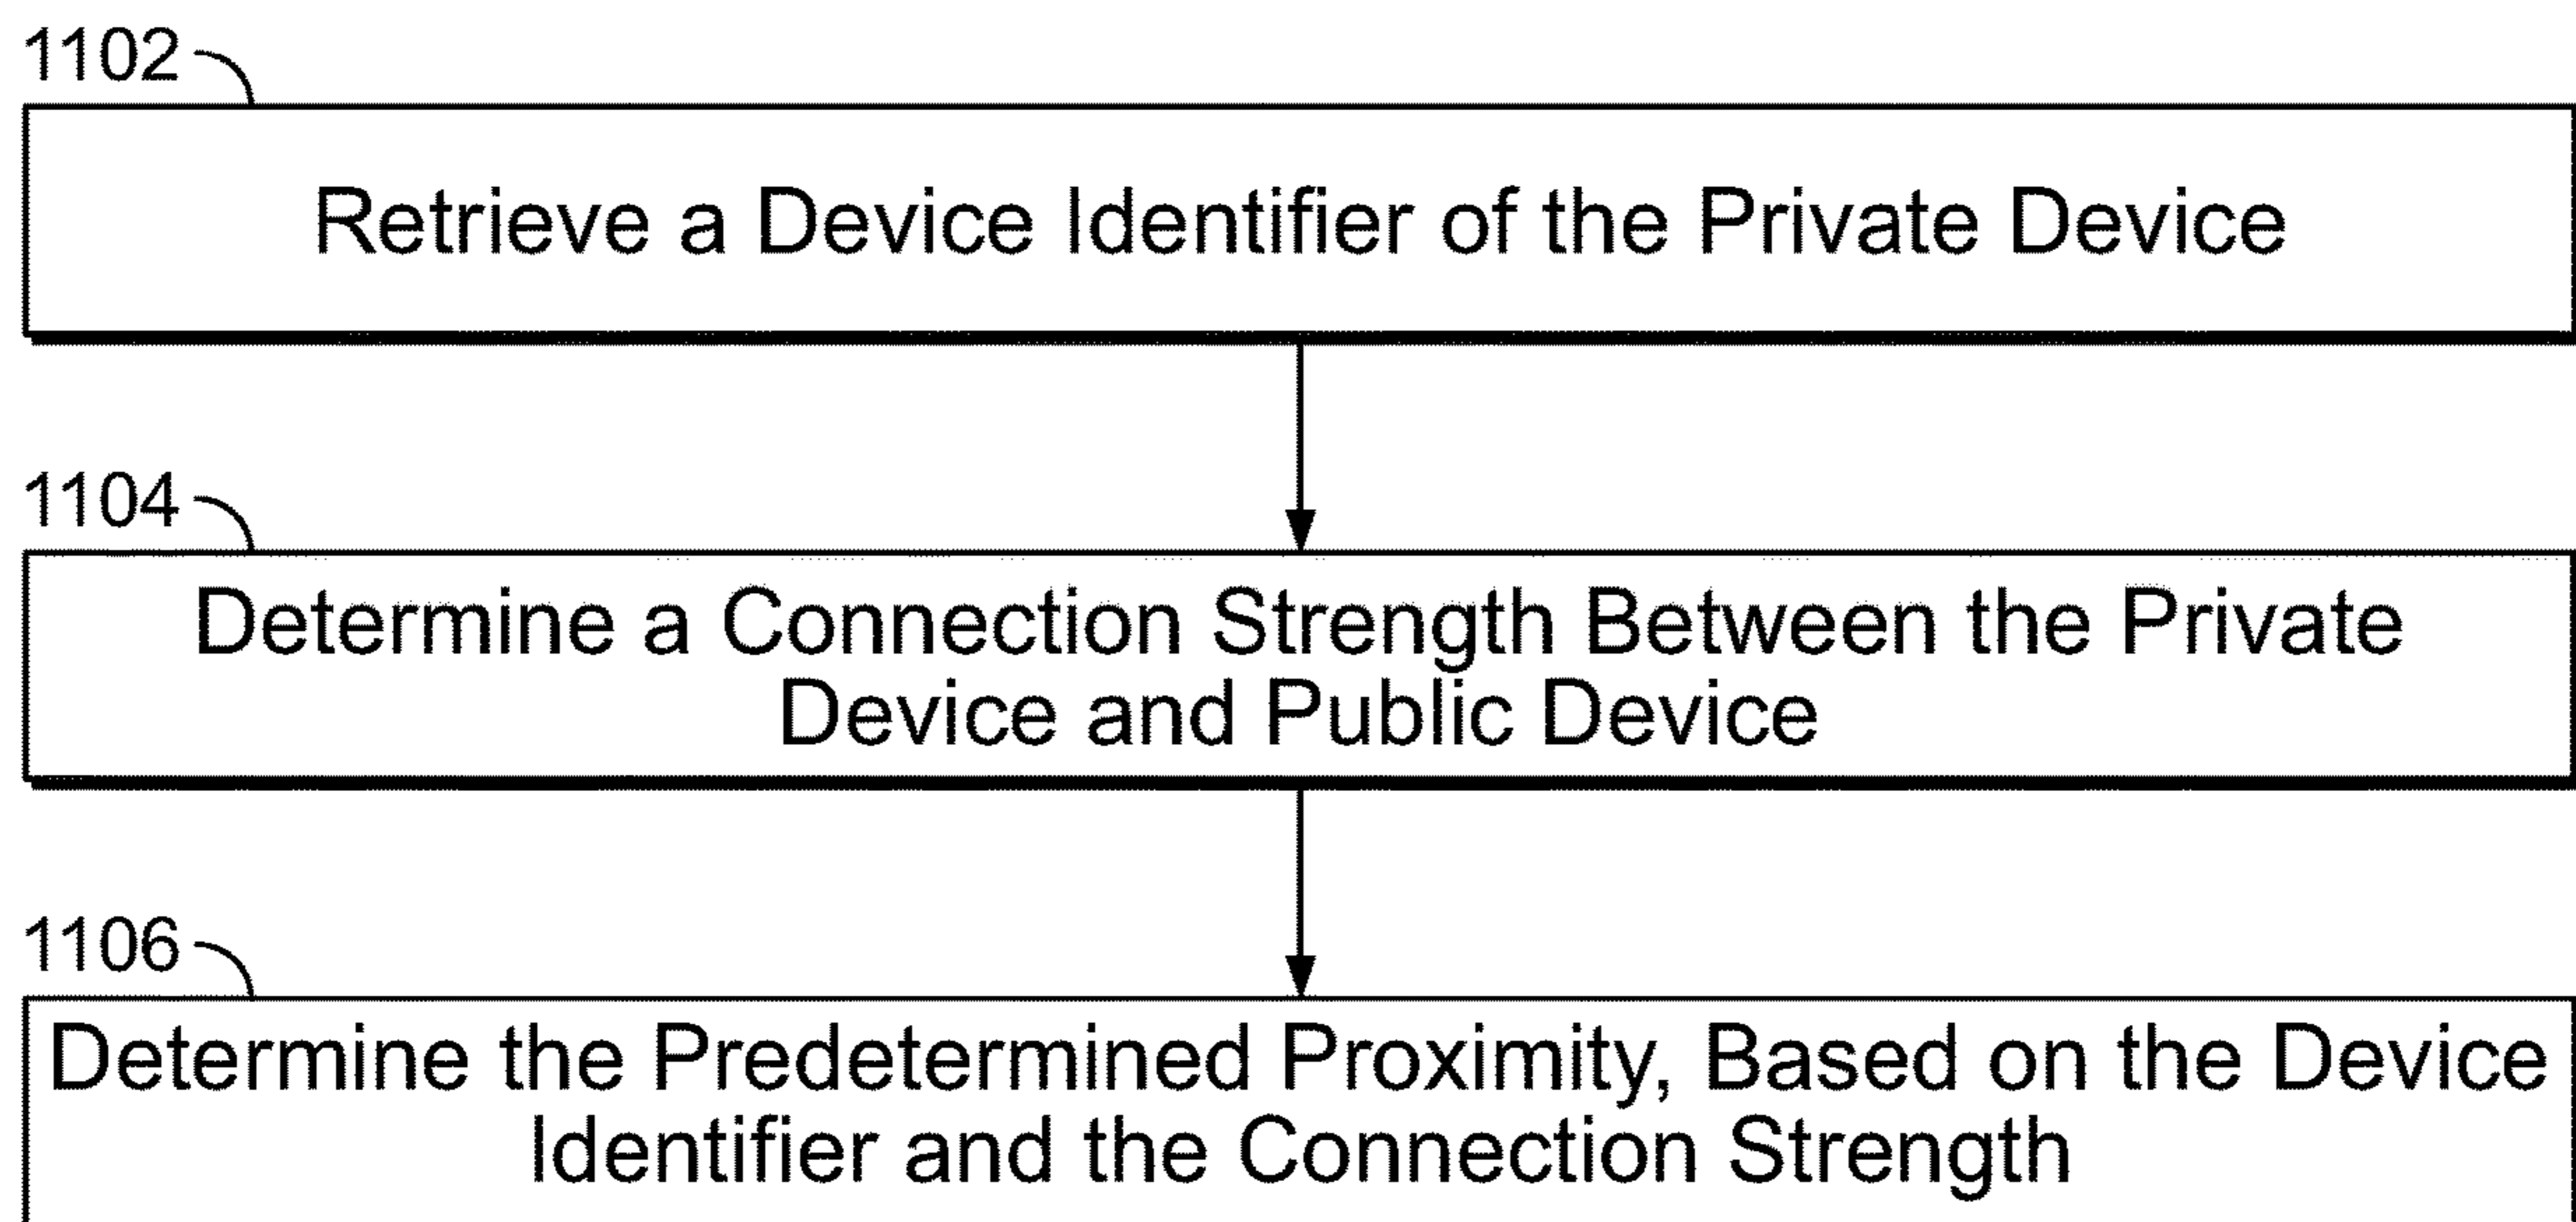 1102
Retrieve a Device Identifier of the Private Device
1104
Determine a Connection Strength Between the Private
Device and Public Device
1106
Determine the Predetermined Proximity, Based on the Device
Identifier and the Connection Strength